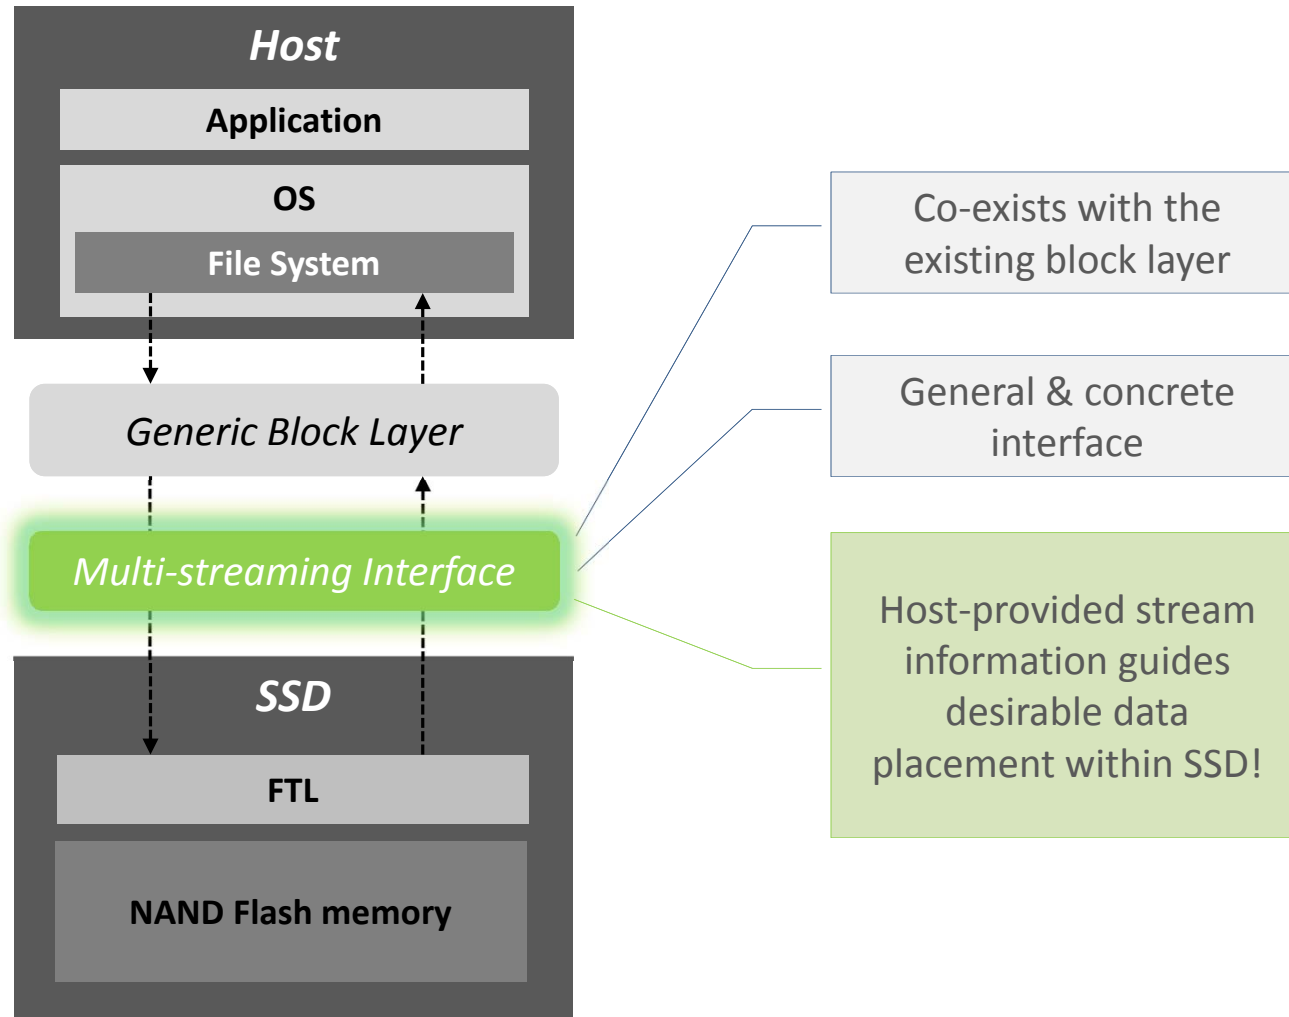 Host
Application
OS
File System
Generic Block Layer
Multi-streaming Interface
SSD
FTL
NAND Flash memory
Co-exists with the
existing block layer
General & concrete
interface
Host-provided stream
information guides
desirable data
placement within SSD!